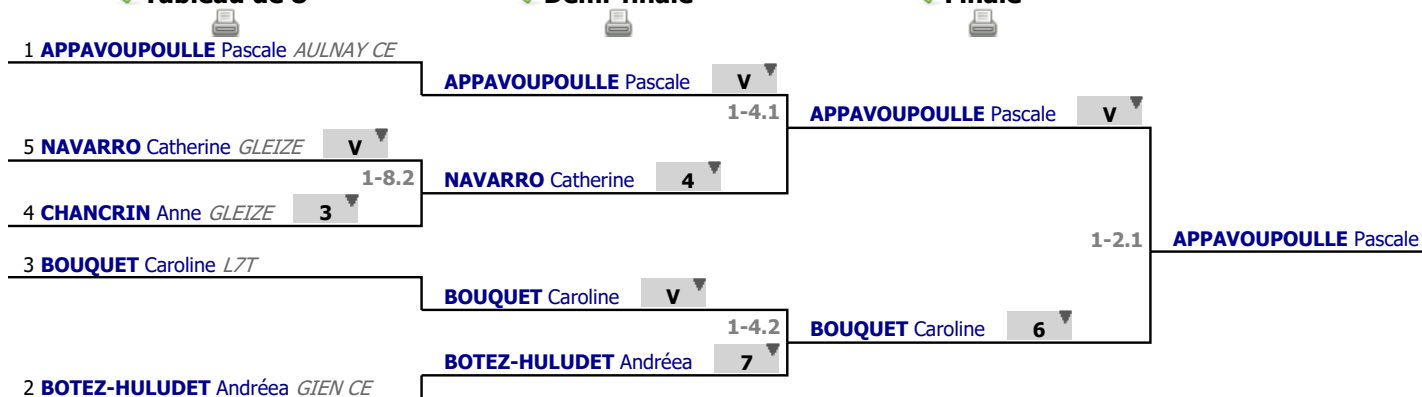 Tableau de 8 Demi-finale Finale
1 APPAVOUPOULLE Pascale AULNAY CE
APPAVOUPOULLE Pascale V
1-4.1 APPAVOUPOULLE Pascale V
5 NAVARRO Catherine GLEIZE V
1-8.2 NAVARRO Catherine 4
4 CHANCRIN Anne GLEIZE 3
1-2.1 APPAVOUPOULLE Pascale
3 BOUQUET Caroline L7T
BOUQUET Caroline V
1-4.2 BOUQUET Caroline 6
BOTEZ-HULUDET Andréea 7
2 BOTEZ-HULUDET Andréea GIEN CE